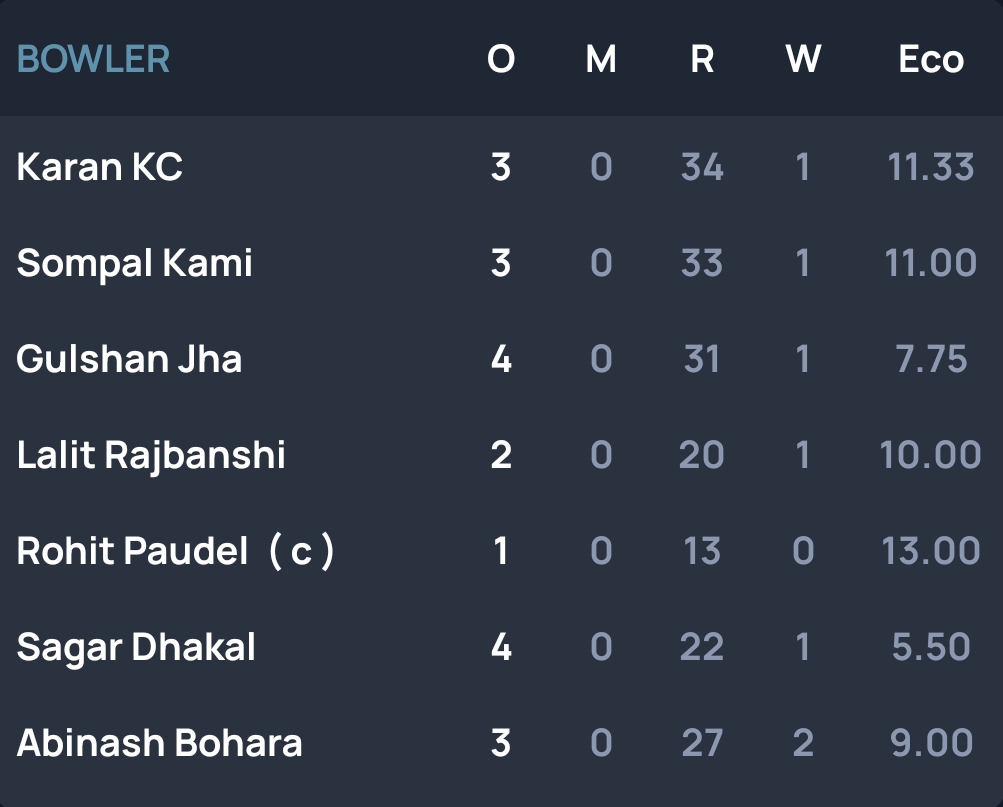 BOWLER O M R W Eco
Karan KC 3 0 34 1 11.33
Sompal Kami 3 0 33 1 11.00
Gulshan Jha 4 0 31 1 7.75
Lalit Rajbanshi 2 0 20 1 10.00
Rohit Paudel ( c ) 1 0 13 0 13.00
Sagar Dhakal 4 0 22 1 5.50
Abinash Bohara 3 0 27 2 9.00